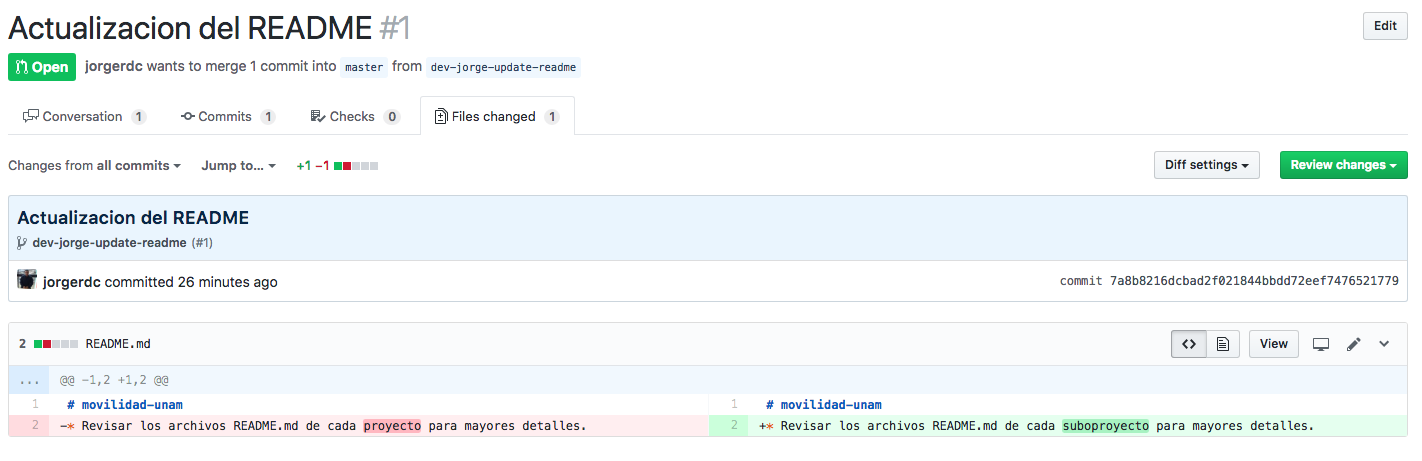 Actualizacion del README #1
Edit
Open jorgerdc wants to merge 1 commit into master from dev-jorge-update-readme
Conversation 1 Commits 1 Checks 0 Files changed 1
Changes from all commits Jump to... +1 −1 Diff settings Review changes
Actualizacion del README
dev-jorge-update-readme (#1)
jorgerdc committed 26 minutes ago commit 7a8b8216dcbad2f021844bbdd72eef7476521779
2 README.md View
... @@ -1,2 +1,2 @@
1 # movilidad-unam 1 # movilidad-unam
2 -* Revisar los archivos README.md de cada proyecto para mayores detalles. 2 +* Revisar los archivos README.md de cada suboproyecto para mayores detalles.